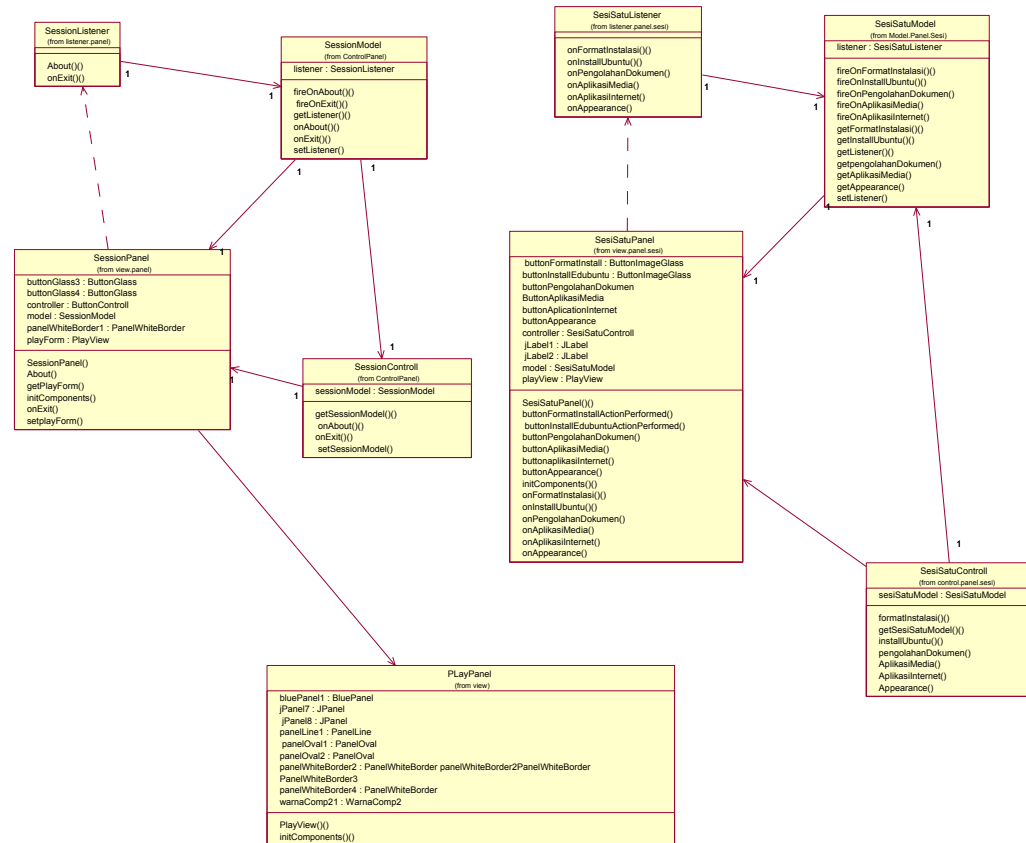 SessionListener
(from listener.panel)
About()()
onExit()()
1
SessionModel
(from ControlPanel)
listener : SessionListener
fireOnAbout()()
fireOnExit()()
getListener()()
onAbout()()
onExit()()
setListener()
1
1
1
SessionPanel
(from view.panel)
buttonGlass3 : ButtonGlass
buttonGlass4 : ButtonGlass
controller : ButtonControll
model : SessionModel
panelWhiteBorder1 : PanelWhiteBorder
playForm : PlayView
SessionPanel()
About()
getPlayForm()
initComponents()
onExit()
setplayForm()
1
1
1
1
SessionControll
(from ControlPanel)
sessionModel : SessionModel
getSessionModel()()
onAbout()()
onExit()()
setSessionModel()
PLayPanel
(from view)
bluePanel1 : BluePanel
jPanel7 : JPanel
jPanel8 : JPanel
panelLine1 : PanelLine
panelOval1 : PanelOval
panelOval2 : PanelOval
panelWhiteBorder2 : PanelWhiteBorder panelWhiteBorder2PanelWhiteBorder
PanelWhiteBorder3
panelWhiteBorder4 : PanelWhiteBorder
warnaComp21 : WarnaComp2
PlayView()()
initComponents()()
SesiSatuListener
(from listener.panel.sesi)
onFormatInstalasi()()
onInstallUbuntu()()
onPengolahanDokumen()
onAplikasiMedia()
onAplikasiInternet()
onAppearance()
1
SesiSatuModel
(from Model.Panel.Sesi)
listener : SesiSatuListener
fireOnFormatInstalasi()
fireOnInstallUbuntu()()
fireOnPengolahanDokumen()
fireOnAplikasiMedia()
fireOnAplikasiInternet()
getFormatInstalasi()
getInstallUbuntu()
getListener()()
getpengolahanDokumen()
getAplikasiMedia()
getAppearance()
setListener()
1
1
1
SesiSatuPanel
(from view.panel.sesi)
buttonFormatInstall : ButtonImageGlass
buttonInstallEdubuntu : ButtonImageGlass
buttonPengolahanDokumen
ButtonAplikasiMedia
buttonAplicationInternet
buttonAppearance
controller : SesiSatuControll
jLabel1 : JLabel
jLabel2 : JLabel
model : SesiSatuModel
playView : PlayView
SesiSatuPanel()()
buttonFormatInstallActionPerformed()
buttonInstallEdubuntuActionPerformed()
buttonPengolahanDokumen()
buttonAplikasiMedia()
buttonaplikasiInternet()
buttonAppearance()
initComponents()
onFormatInstalasi()()
onInstallUbuntu()()
onPengolahanDokumen()
onAplikasiMedia()
onAplikasiInternet()
onAppearance()
1
1
SesiSatuControll
(from control.panel.sesi)
sesiSatuModel : SesiSatuModel
formatInstalasi()
getSesiSatuModel()()
installUbuntu()
pengolahanDokumen()
AplikasiMedia()
AplikasiInternet()
Appearance()